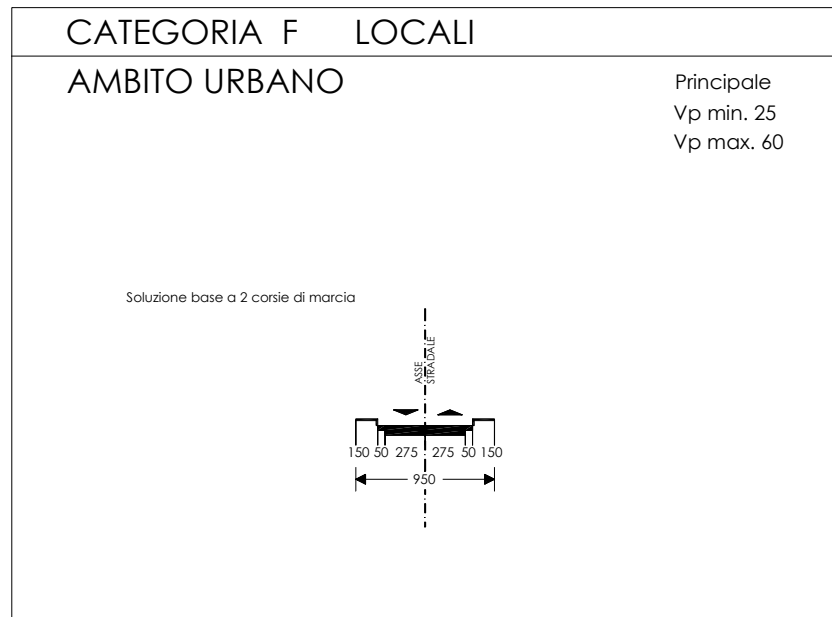 CATEGORIA F LOCALI
AMBITO URBANO
Principale
Vp min. 25
Vp max. 60
Soluzione base a 2 corsie di marcia
ASSE
STRADALE
150 50 275 275 50 150
950